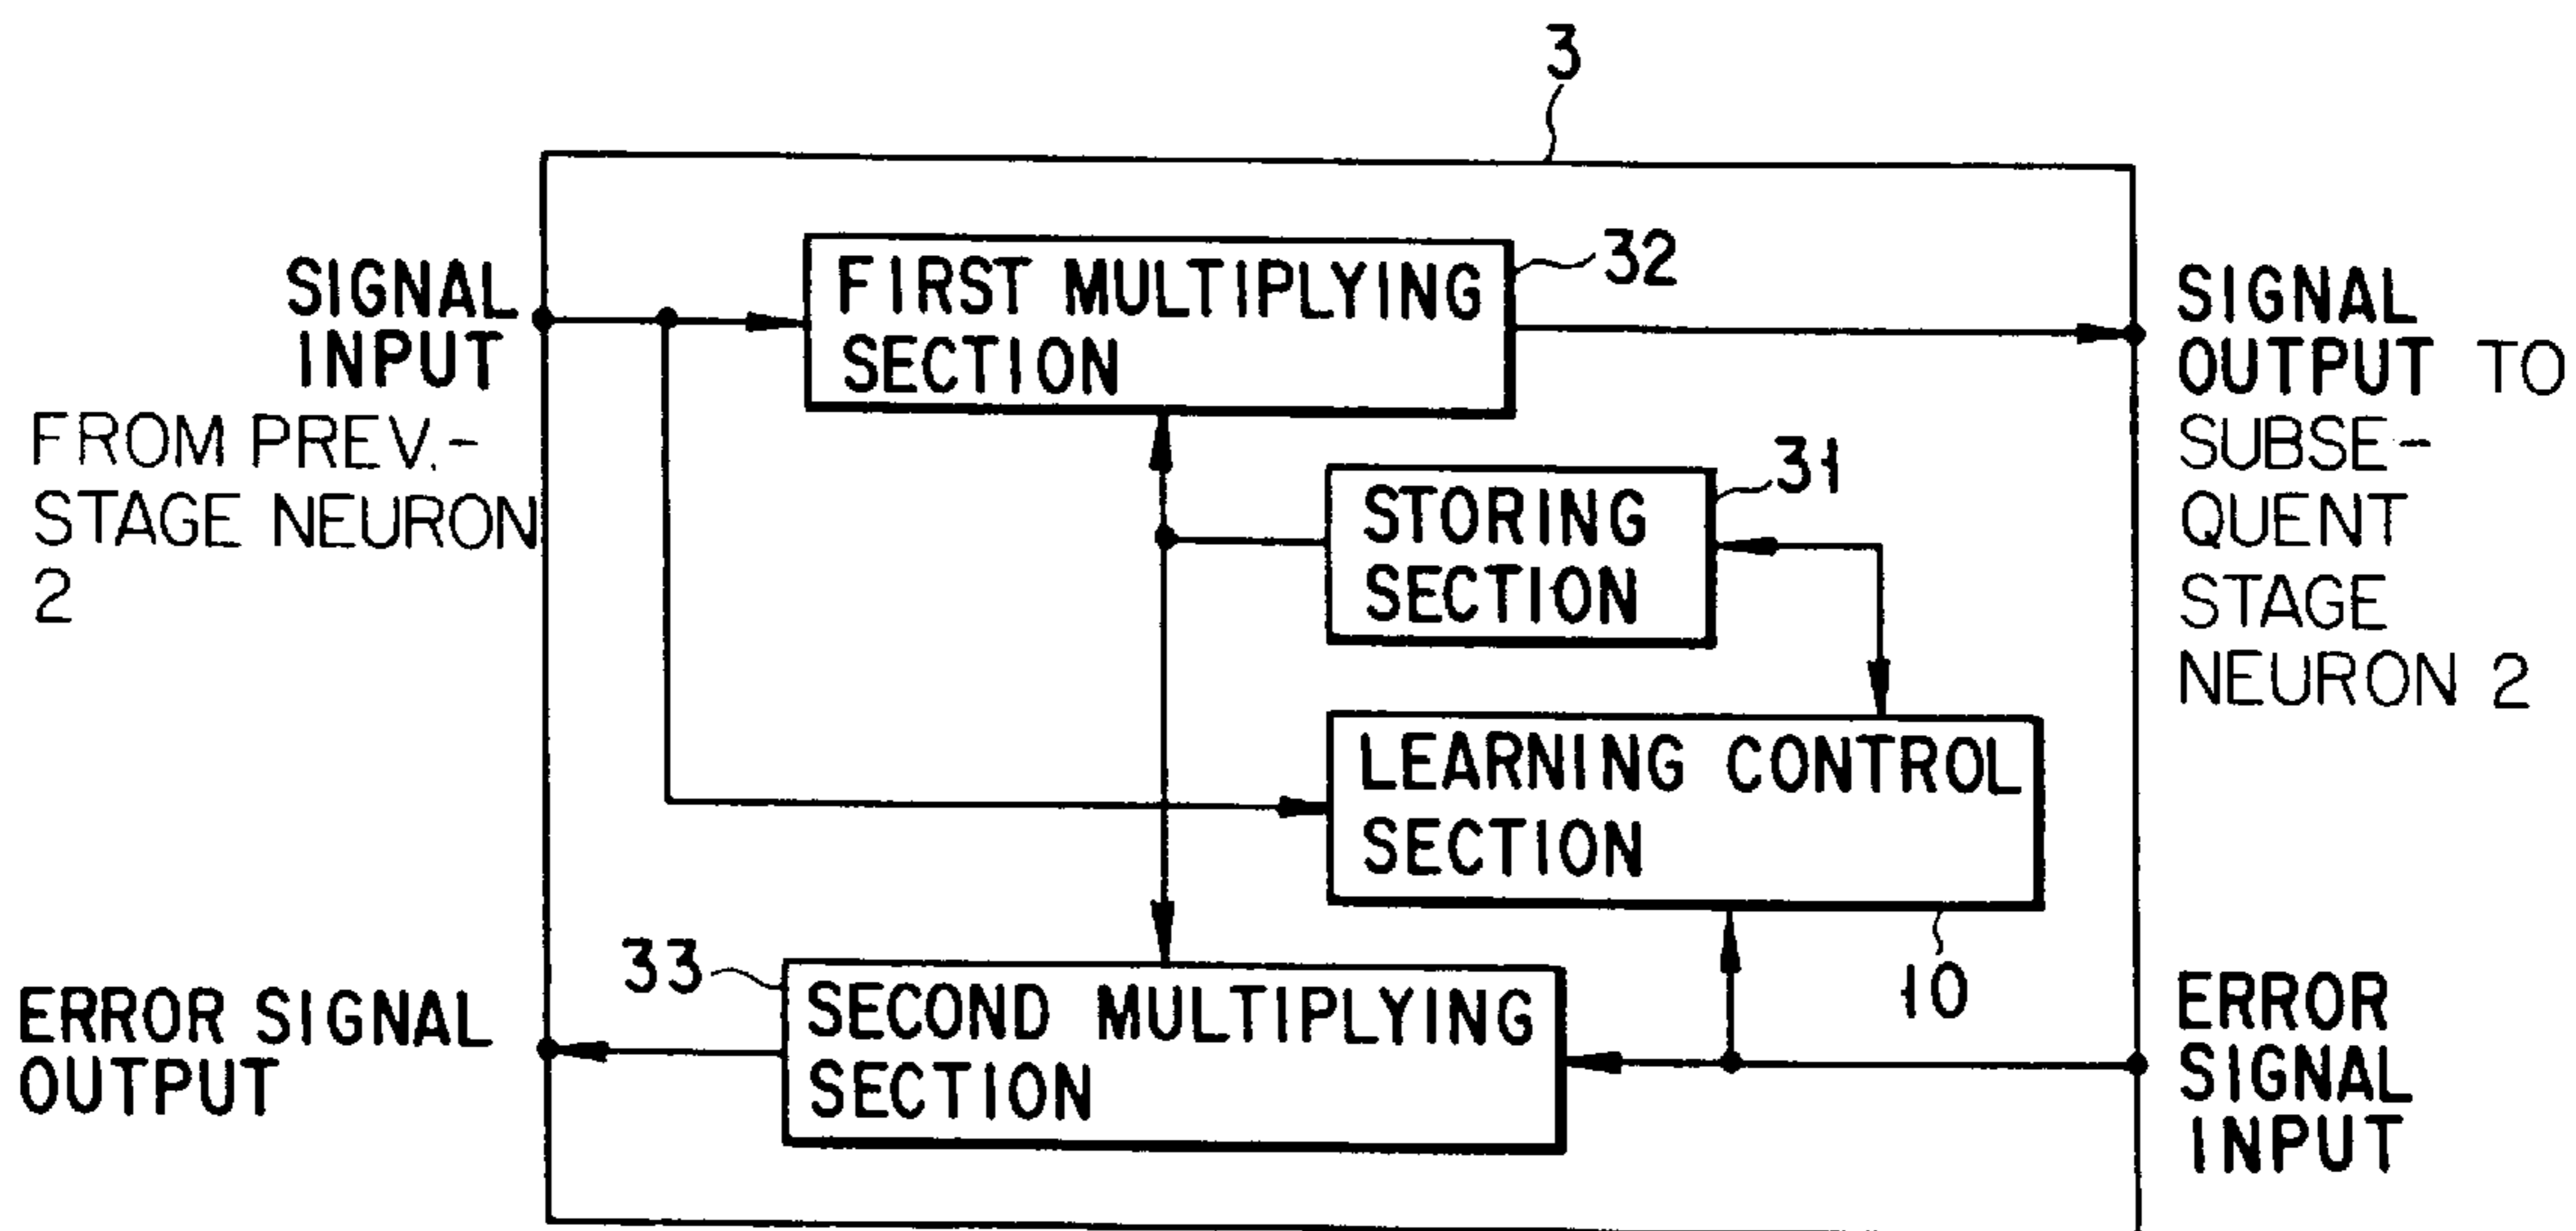 3
SIGNAL
INPUT
FROM PREV.-
STAGE NEURON
2
FIRST MULTIPLYING
SECTION
32
SIGNAL
OUTPUT TO
SUBSE-
QUENT
STAGE
NEURON 2
STORING
SECTION
31
LEARNING CONTROL
SECTION
10
ERROR SIGNAL
OUTPUT
33
SECOND MULTIPLYING
SECTION
ERROR
SIGNAL
INPUT